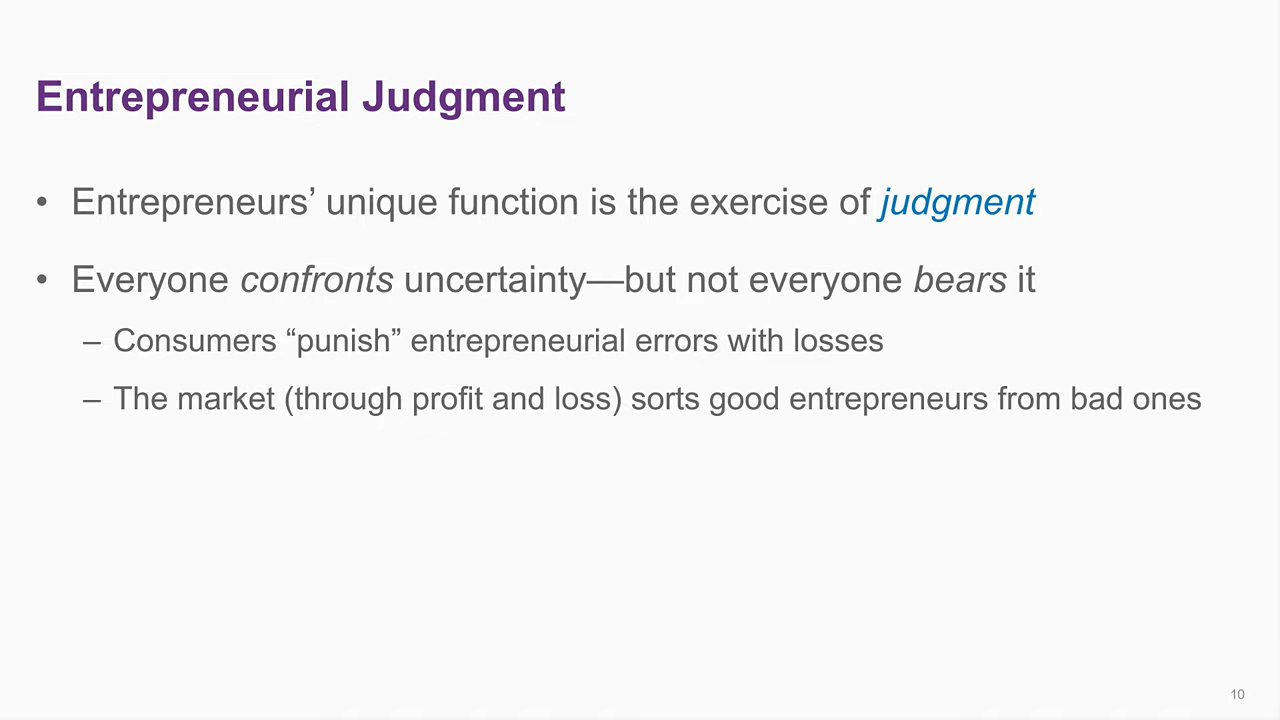 Entrepreneurial Judgment
• Entrepreneurs’ unique function is the exercise of judgment
• Everyone confronts uncertainty—but not everyone bears it
– Consumers “punish” entrepreneurial errors with losses
– The market (through profit and loss) sorts good entrepreneurs from bad ones
10